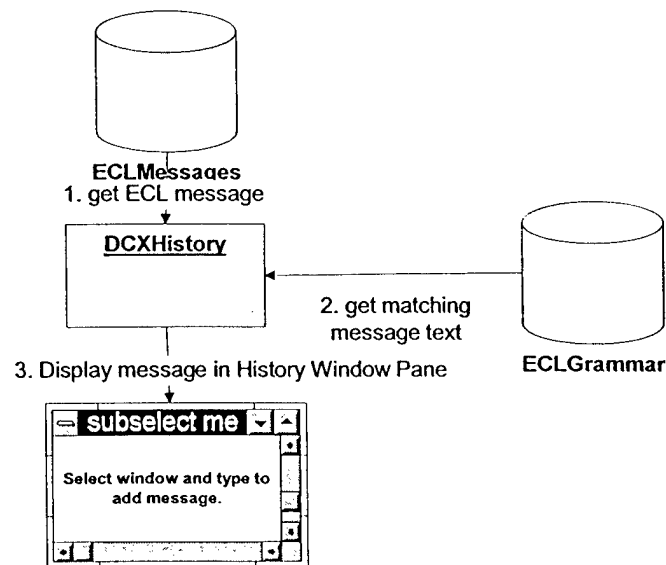 ECLMessages
1. get ECL message
DCXHistory
2. get matching
message text
ECLGrammar
3. Display message in History Window Pane
subselect me
Select window and type to
add message.